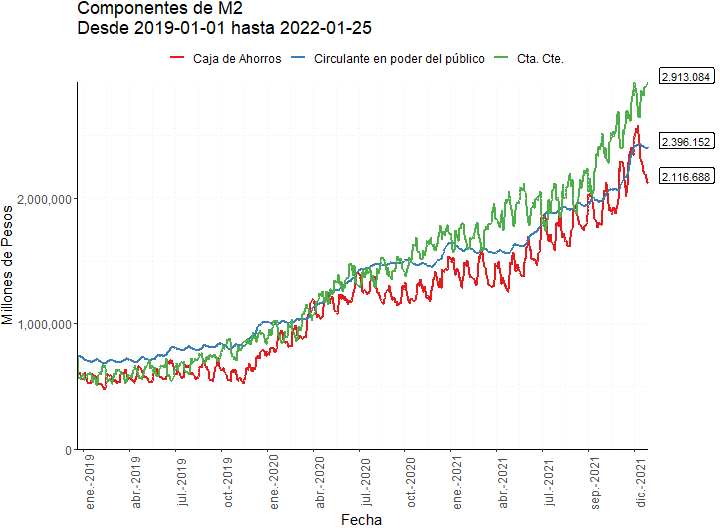 Componentes de M2
Desde 2019-01-01 hasta 2022-01-25
Caja de Ahorros Circulante en poder del público Cta. Cte.
2.913.084
2.396.152
2.116.688
Millones de Pesos
2,000,000
1,000,000
0
ene.-2019 abr.-2019 jul.-2019 oct.-2019 ene.-2020 abr.-2020 jul.-2020 oct.-2020 ene.-2021 abr.-2021 jul.-2021 sep.-2021 dic.-2021
Fecha